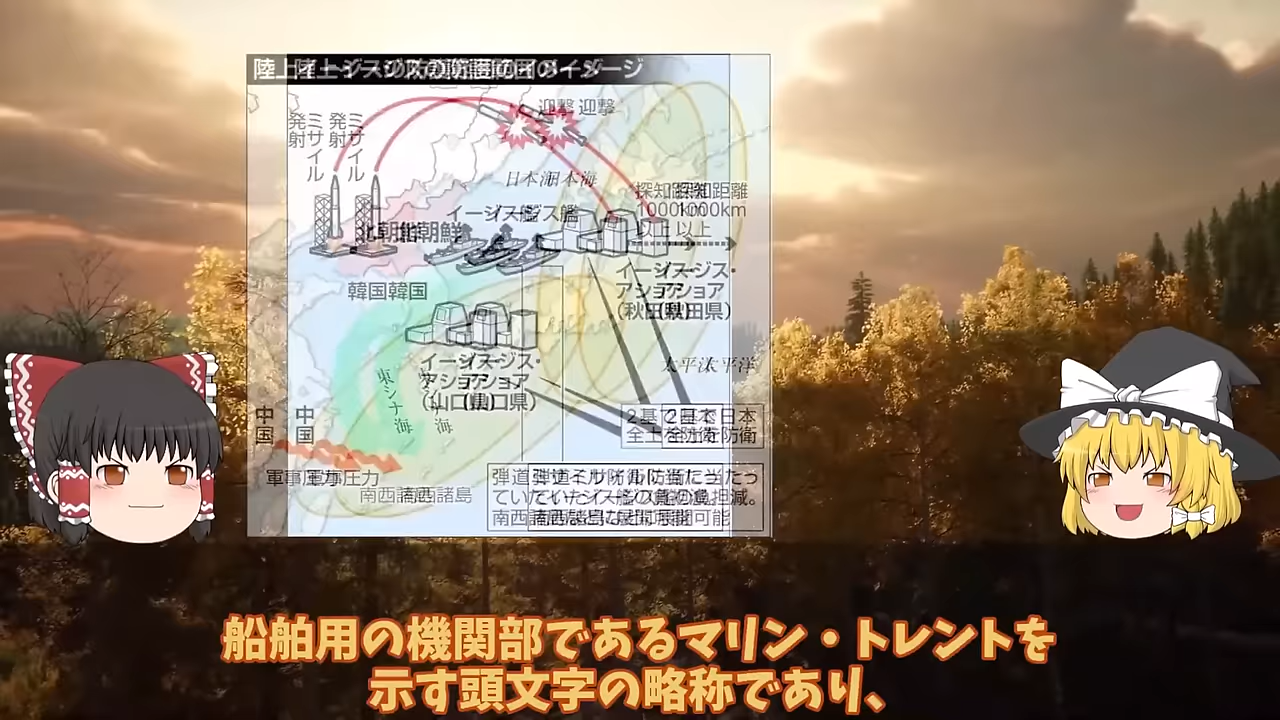 陸上イージスの防衛範囲のイメージ
迎撃
ミサイル
発射
日本海
探知距離
1000km
以上
イージス艦
北朝鮮
イージス・
アショア
(秋田県)
韓国
イージス・
アショア
(山口県)
太平洋
東シナ海
中国
2基で日本
全土を防衛
軍事圧力
南西諸島
弾道ミサイル防衛に当たっ
ていたイージス艦の負担減。
南西諸島などに展開可能
船舶用の機関部であるマリン・トレントを
示す頭文字の略称であり、